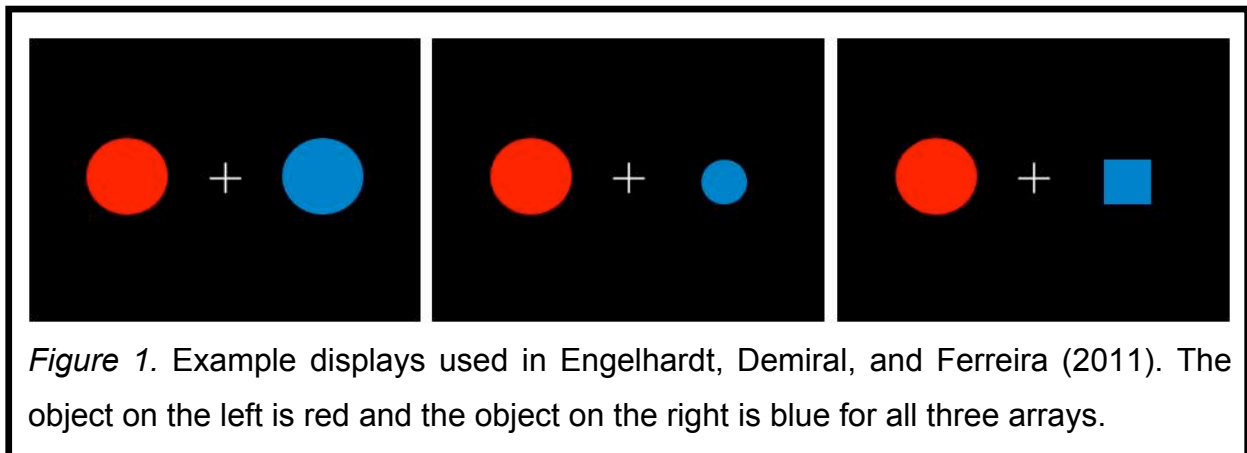 Figure 1. Example displays used in Engelhardt, Demiral, and Ferreira (2011). The
object on the left is red and the object on the right is blue for all three arrays.